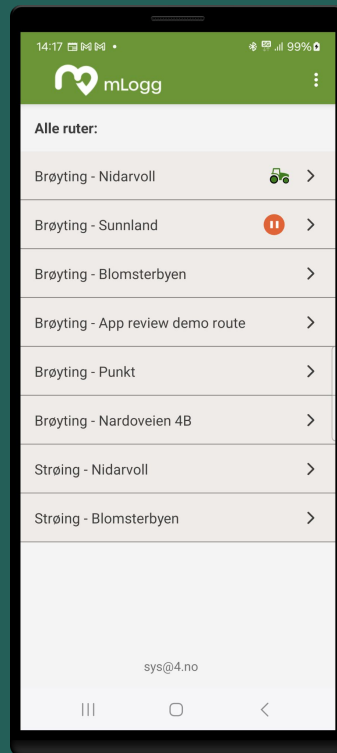 14:17 99%
mLogg
Alle ruter:
Brøyting - Nidarvoll
Brøyting - Sunnland
Brøyting - Blomsterbyen
Brøyting - App review demo route
Brøyting - Punkt
Brøyting - Nardoveien 4B
Strøing - Nidarvoll
Strøing - Blomsterbyen
sys@4.no